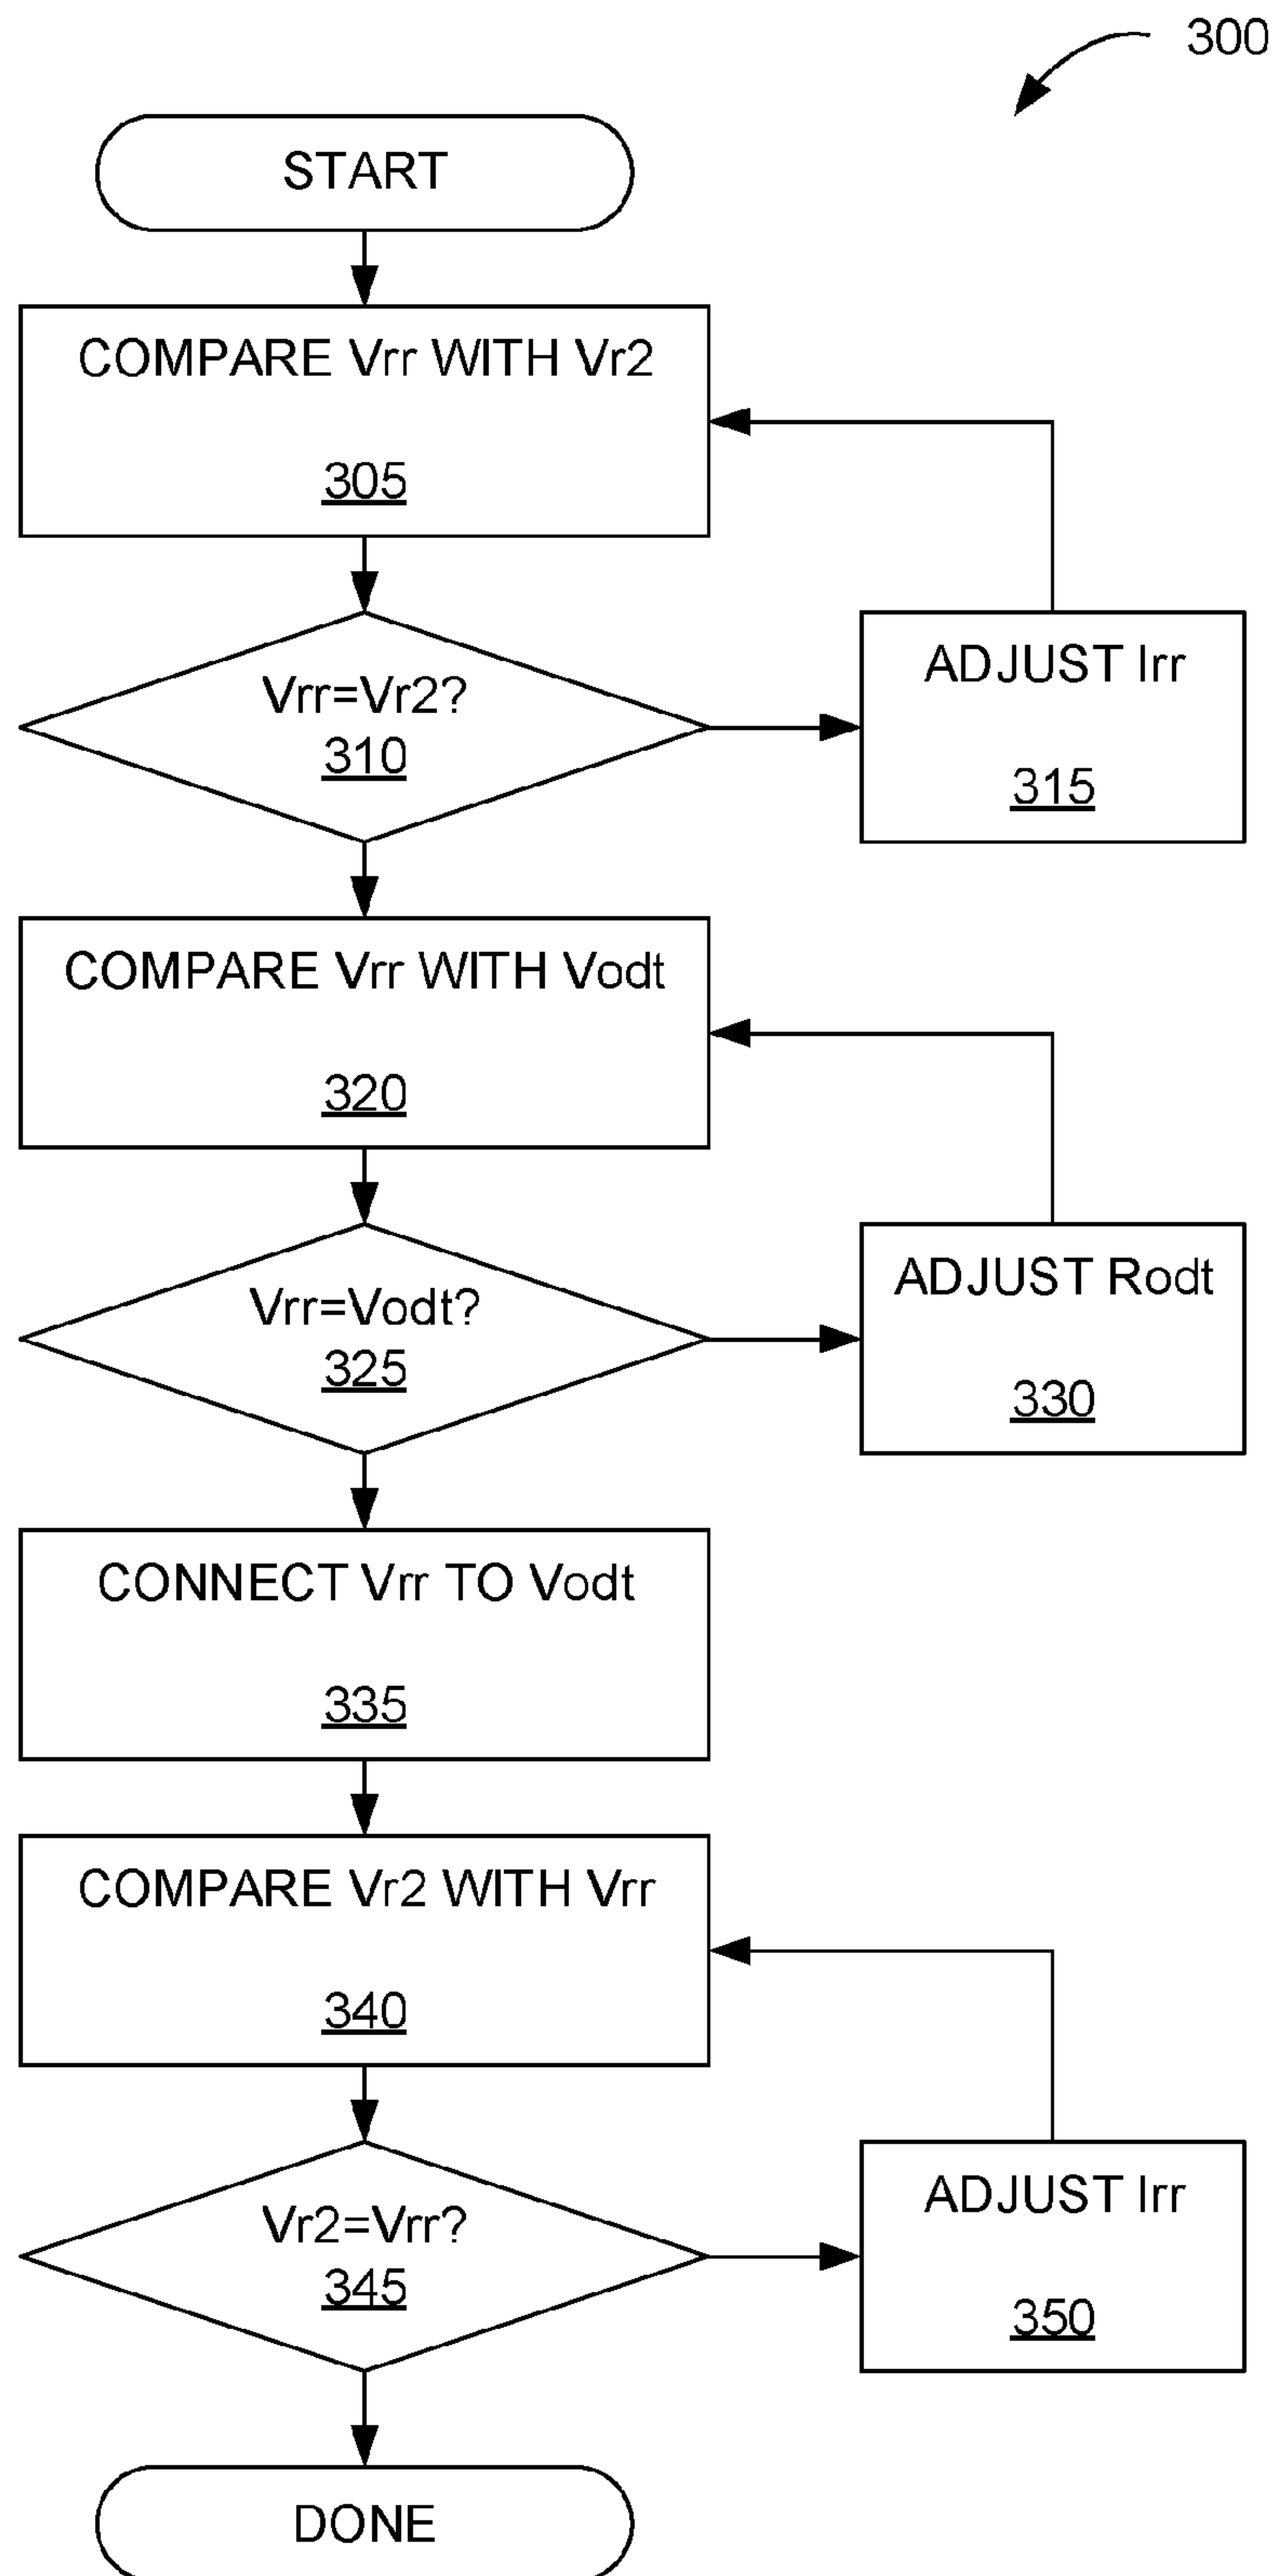 300
START
COMPARE Vrr WITH Vr2
305
Vrr=Vr2?
310
ADJUST Irr
315
COMPARE Vrr WITH Vodt
320
Vrr=Vodt?
325
ADJUST Rodt
330
CONNECT Vrr TO Vodt
335
COMPARE Vr2 WITH Vrr
340
Vr2=Vrr?
345
ADJUST Irr
350
DONE